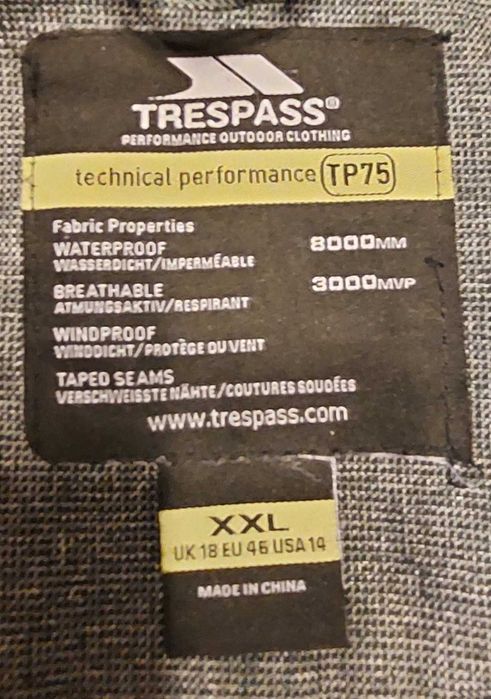 TRESPASS®
PERFORMANCE OUTDOOR CLOTHING
technical performance TP75
Fabric Properties
WATERPROOF 8000MM
WASSERDICHT/IMPERMÉABLE
BREATHABLE 3000MVP
ATMUNGSAKTIV/RESPIRANT
WINDPROOF
WINDDICHT/PROTÈGE DU VENT
TAPED SEAMS
VERSCHWEISSTE NÄHTE/COUTURES SOUDÉES
www.trespass.com
XXL
UK 18 EU 46 USA 14
MADE IN CHINA